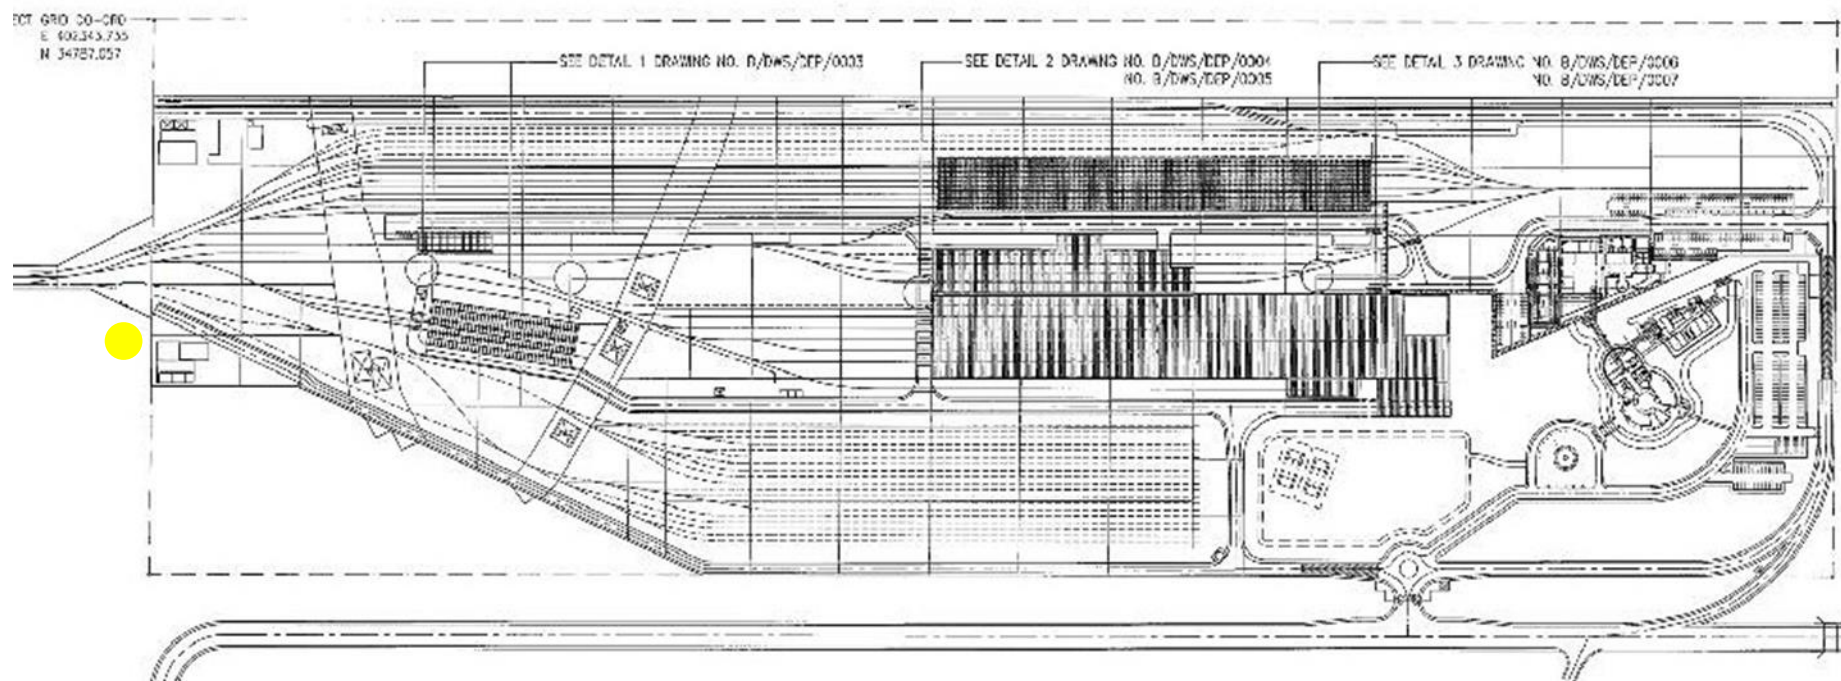 ECT GRID CO-ORD
E 402,343.735
N 34787.057
SEE DETAIL 1 DRAWING NO. B/DWS/DEP/0003
SEE DETAIL 2 DRAWING NO. B/DWS/DEP/0004
NO. B/DWS/DEP/0005
SEE DETAIL 3 DRAWING NO. B/DWS/DEP/0006
NO. B/DWS/DEP/0007